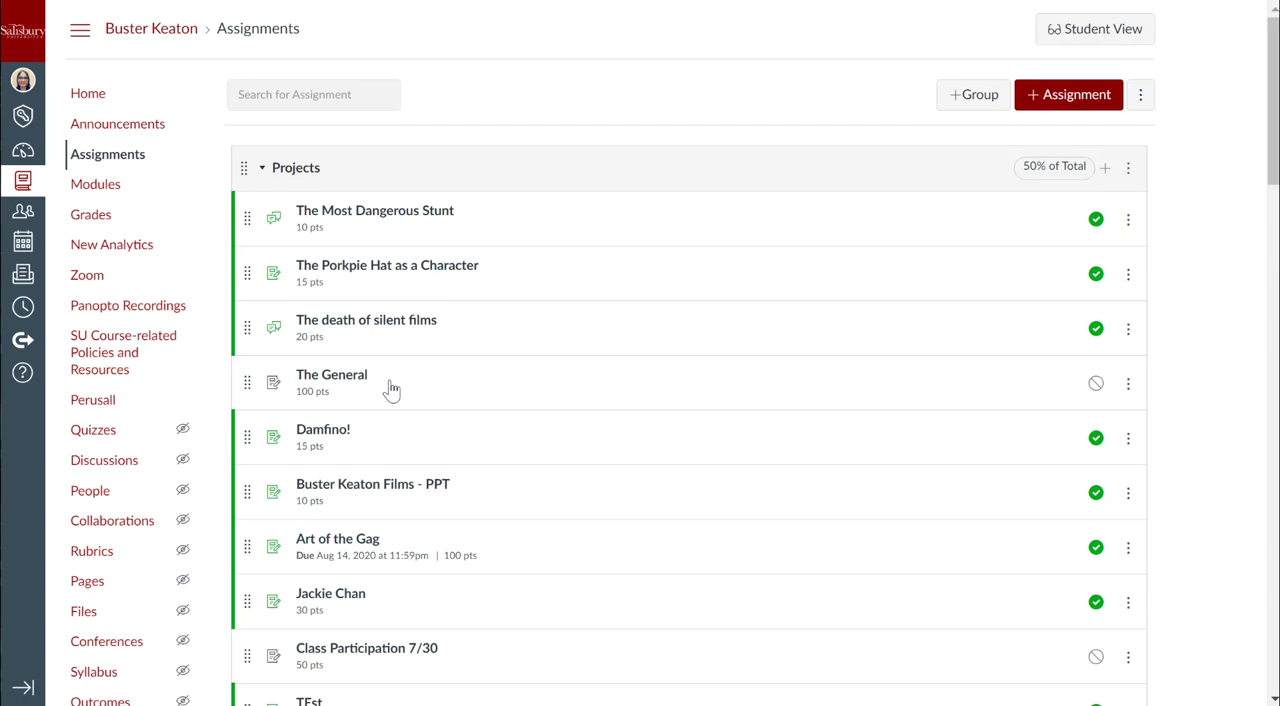 Salisbury
UNIVERSITY
Buster Keaton › Assignments
Student View
Home
Announcements
Assignments
Modules
Grades
New Analytics
Zoom
Panopto Recordings
SU Course-related
Policies and
Resources
Perusall
Quizzes
Discussions
People
Collaborations
Rubrics
Pages
Files
Conferences
Syllabus
Outcomes
Search for Assignment
+Group
+ Assignment
Projects
50% of Total
The Most Dangerous Stunt
10 pts
The Porkpie Hat as a Character
15 pts
The death of silent films
20 pts
The General
100 pts
Damfino!
15 pts
Buster Keaton Films - PPT
10 pts
Art of the Gag
Due Aug 14, 2020 at 11:59pm | 100 pts
Jackie Chan
30 pts
Class Participation 7/30
50 pts
TEst